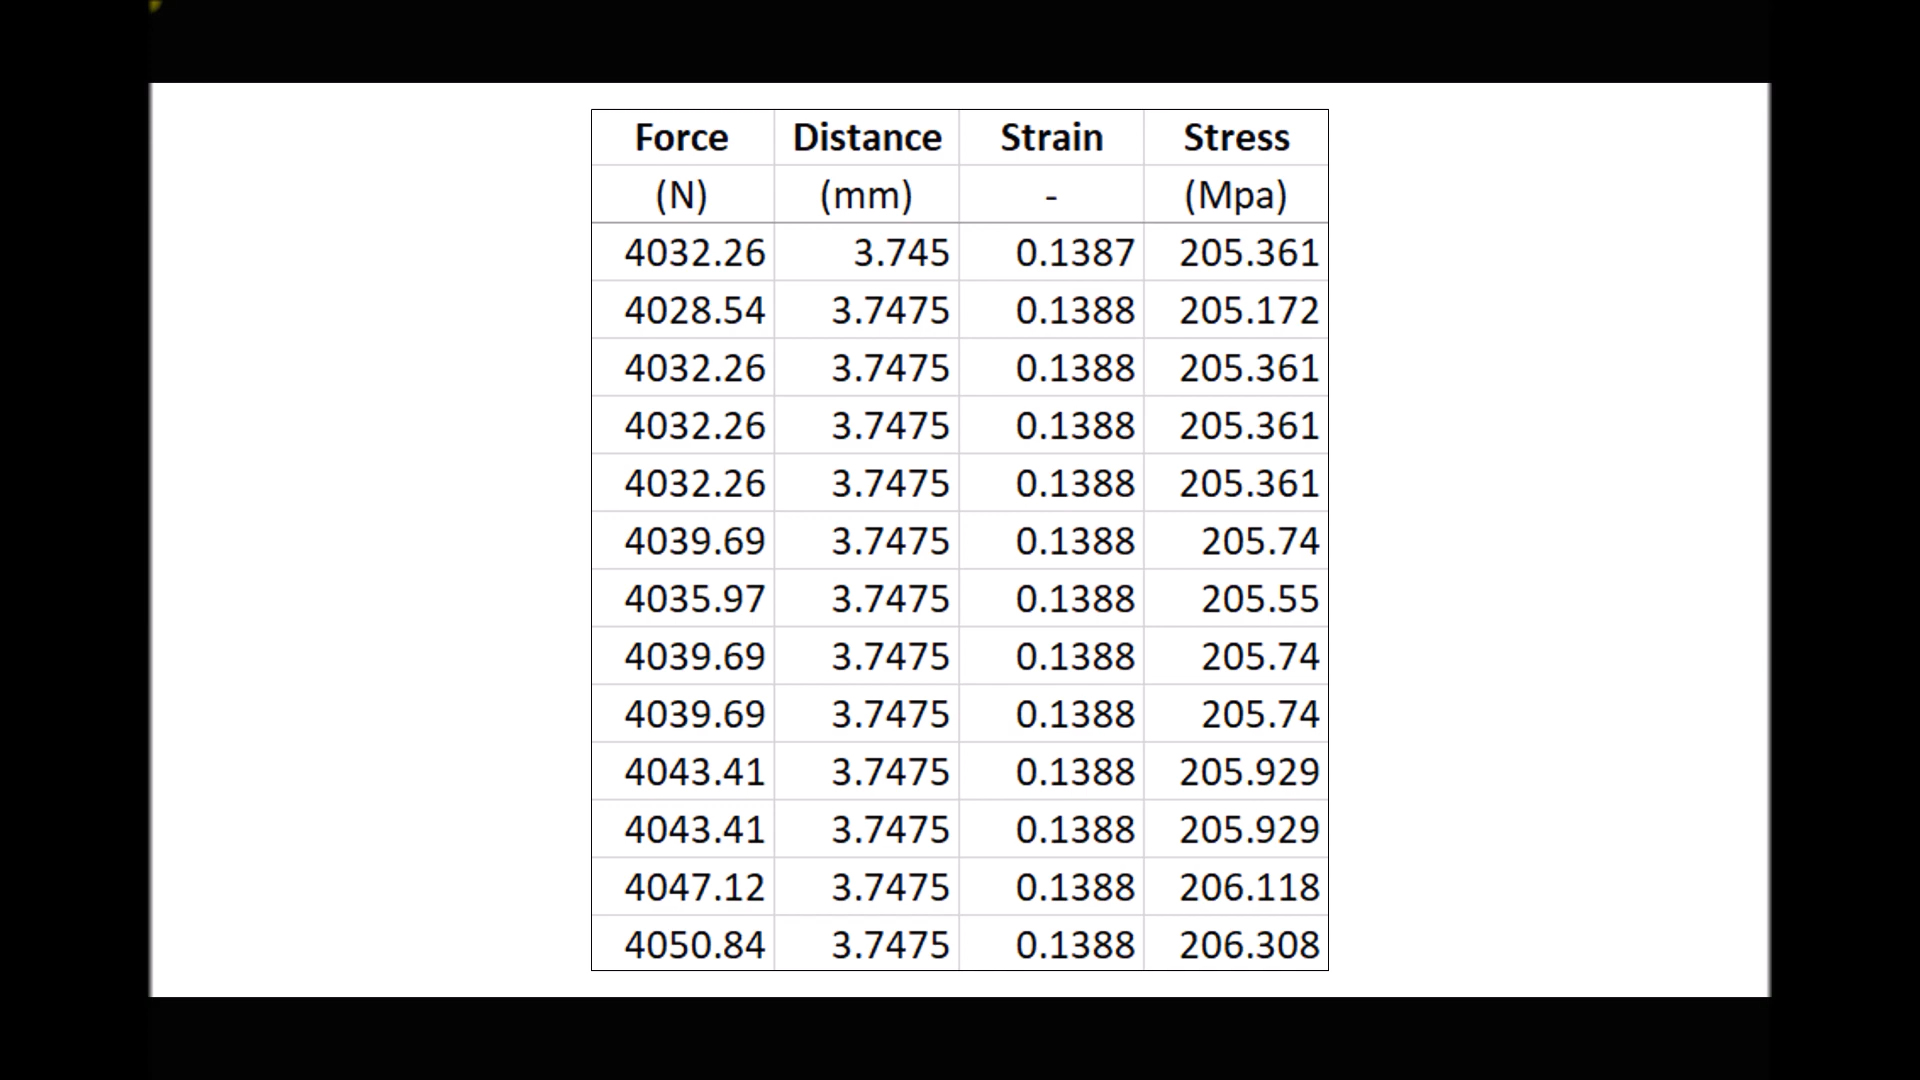 Force Distance Strain Stress
(N) (mm) - (Mpa)
4032.26 3.745 0.1387 205.361
4028.54 3.7475 0.1388 205.172
4032.26 3.7475 0.1388 205.361
4032.26 3.7475 0.1388 205.361
4032.26 3.7475 0.1388 205.361
4039.69 3.7475 0.1388 205.74
4035.97 3.7475 0.1388 205.55
4039.69 3.7475 0.1388 205.74
4039.69 3.7475 0.1388 205.74
4043.41 3.7475 0.1388 205.929
4043.41 3.7475 0.1388 205.929
4047.12 3.7475 0.1388 206.118
4050.84 3.7475 0.1388 206.308